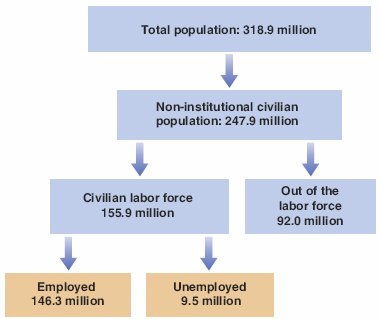 Total population: 318.9 million
Non-institutional civilian
population: 247.9 million
Civilian labor force
155.9 million
Out of the
labor force
92.0 million
Employed
146.3 million
Unemployed
9.5 million